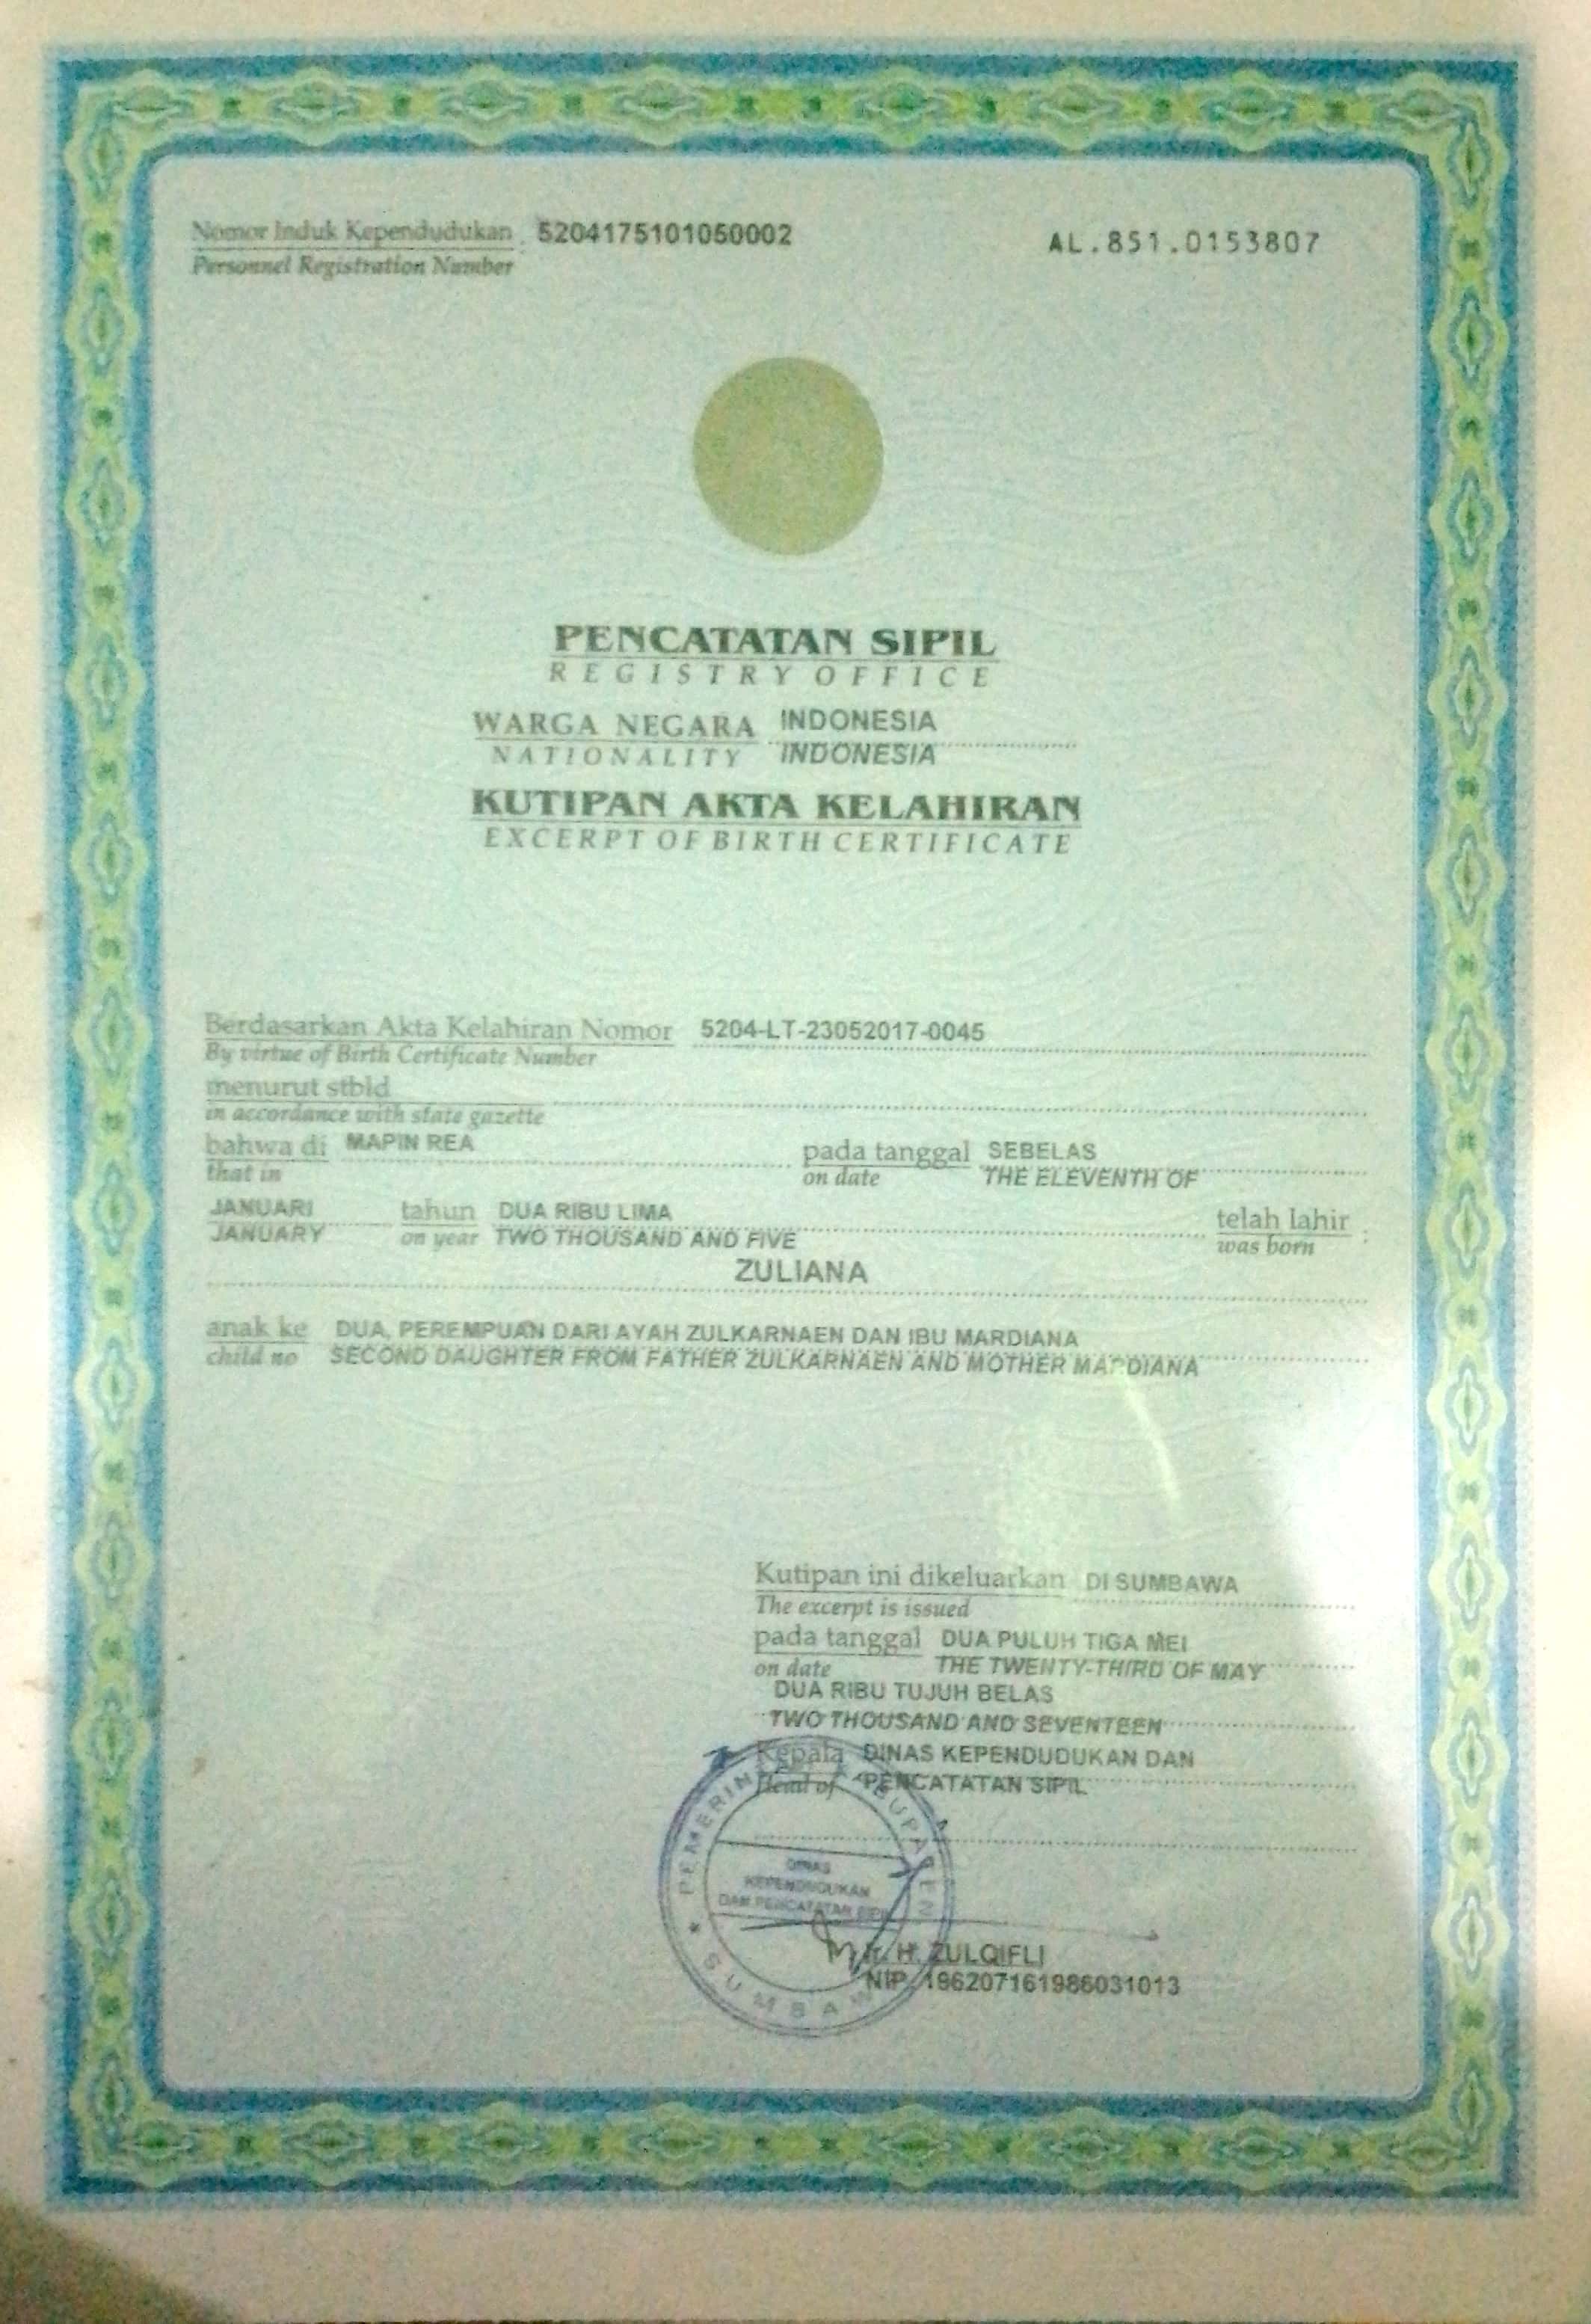 Nomor Induk Kependudukan 5204175101050002
Personnel Registration Number
AL.851.0153807
PENCATATAN SIPIL
REGISTRY OFFICE
WARGA NEGARA INDONESIA
NATIONALITY INDONESIA
KUTIPAN AKTA KELAHIRAN
EXCERPT OF BIRTH CERTIFICATE
Berdasarkan Akta Kelahiran Nomor 5204-LT-23052017-0045
By virtue of Birth Certificate Number
menurut stbld
in accordance with state gazette
bahwa di MAPIN REA pada tanggal SEBELAS
that in on date THE ELEVENTH OF
JANUARI tahun DUA RIBU LIMA telah lahir :
JANUARY on year TWO THOUSAND AND FIVE was born
ZULIANA
anak ke DUA, PEREMPUAN DARI AYAH ZULKARNAEN DAN IBU MARDIANA
child no SECOND DAUGHTER FROM FATHER ZULKARNAEN AND MOTHER MARDIANA
Kutipan ini dikeluarkan DI SUMBAWA
The excerpt is issued
pada tanggal DUA PULUH TIGA MEI
on date THE TWENTY-THIRD OF MAY
DUA RIBU TUJUH BELAS
TWO THOUSAND AND SEVENTEEN
Kepala DINAS KEPENDUDUKAN DAN
Head of PENCATATAN SIPIL
DINAS
KEPENDUDUKAN
DAN PENCATATAN SIPIL
SUMBAWA
Ir. H. ZULQIFLI
NIP. 196207161986031013